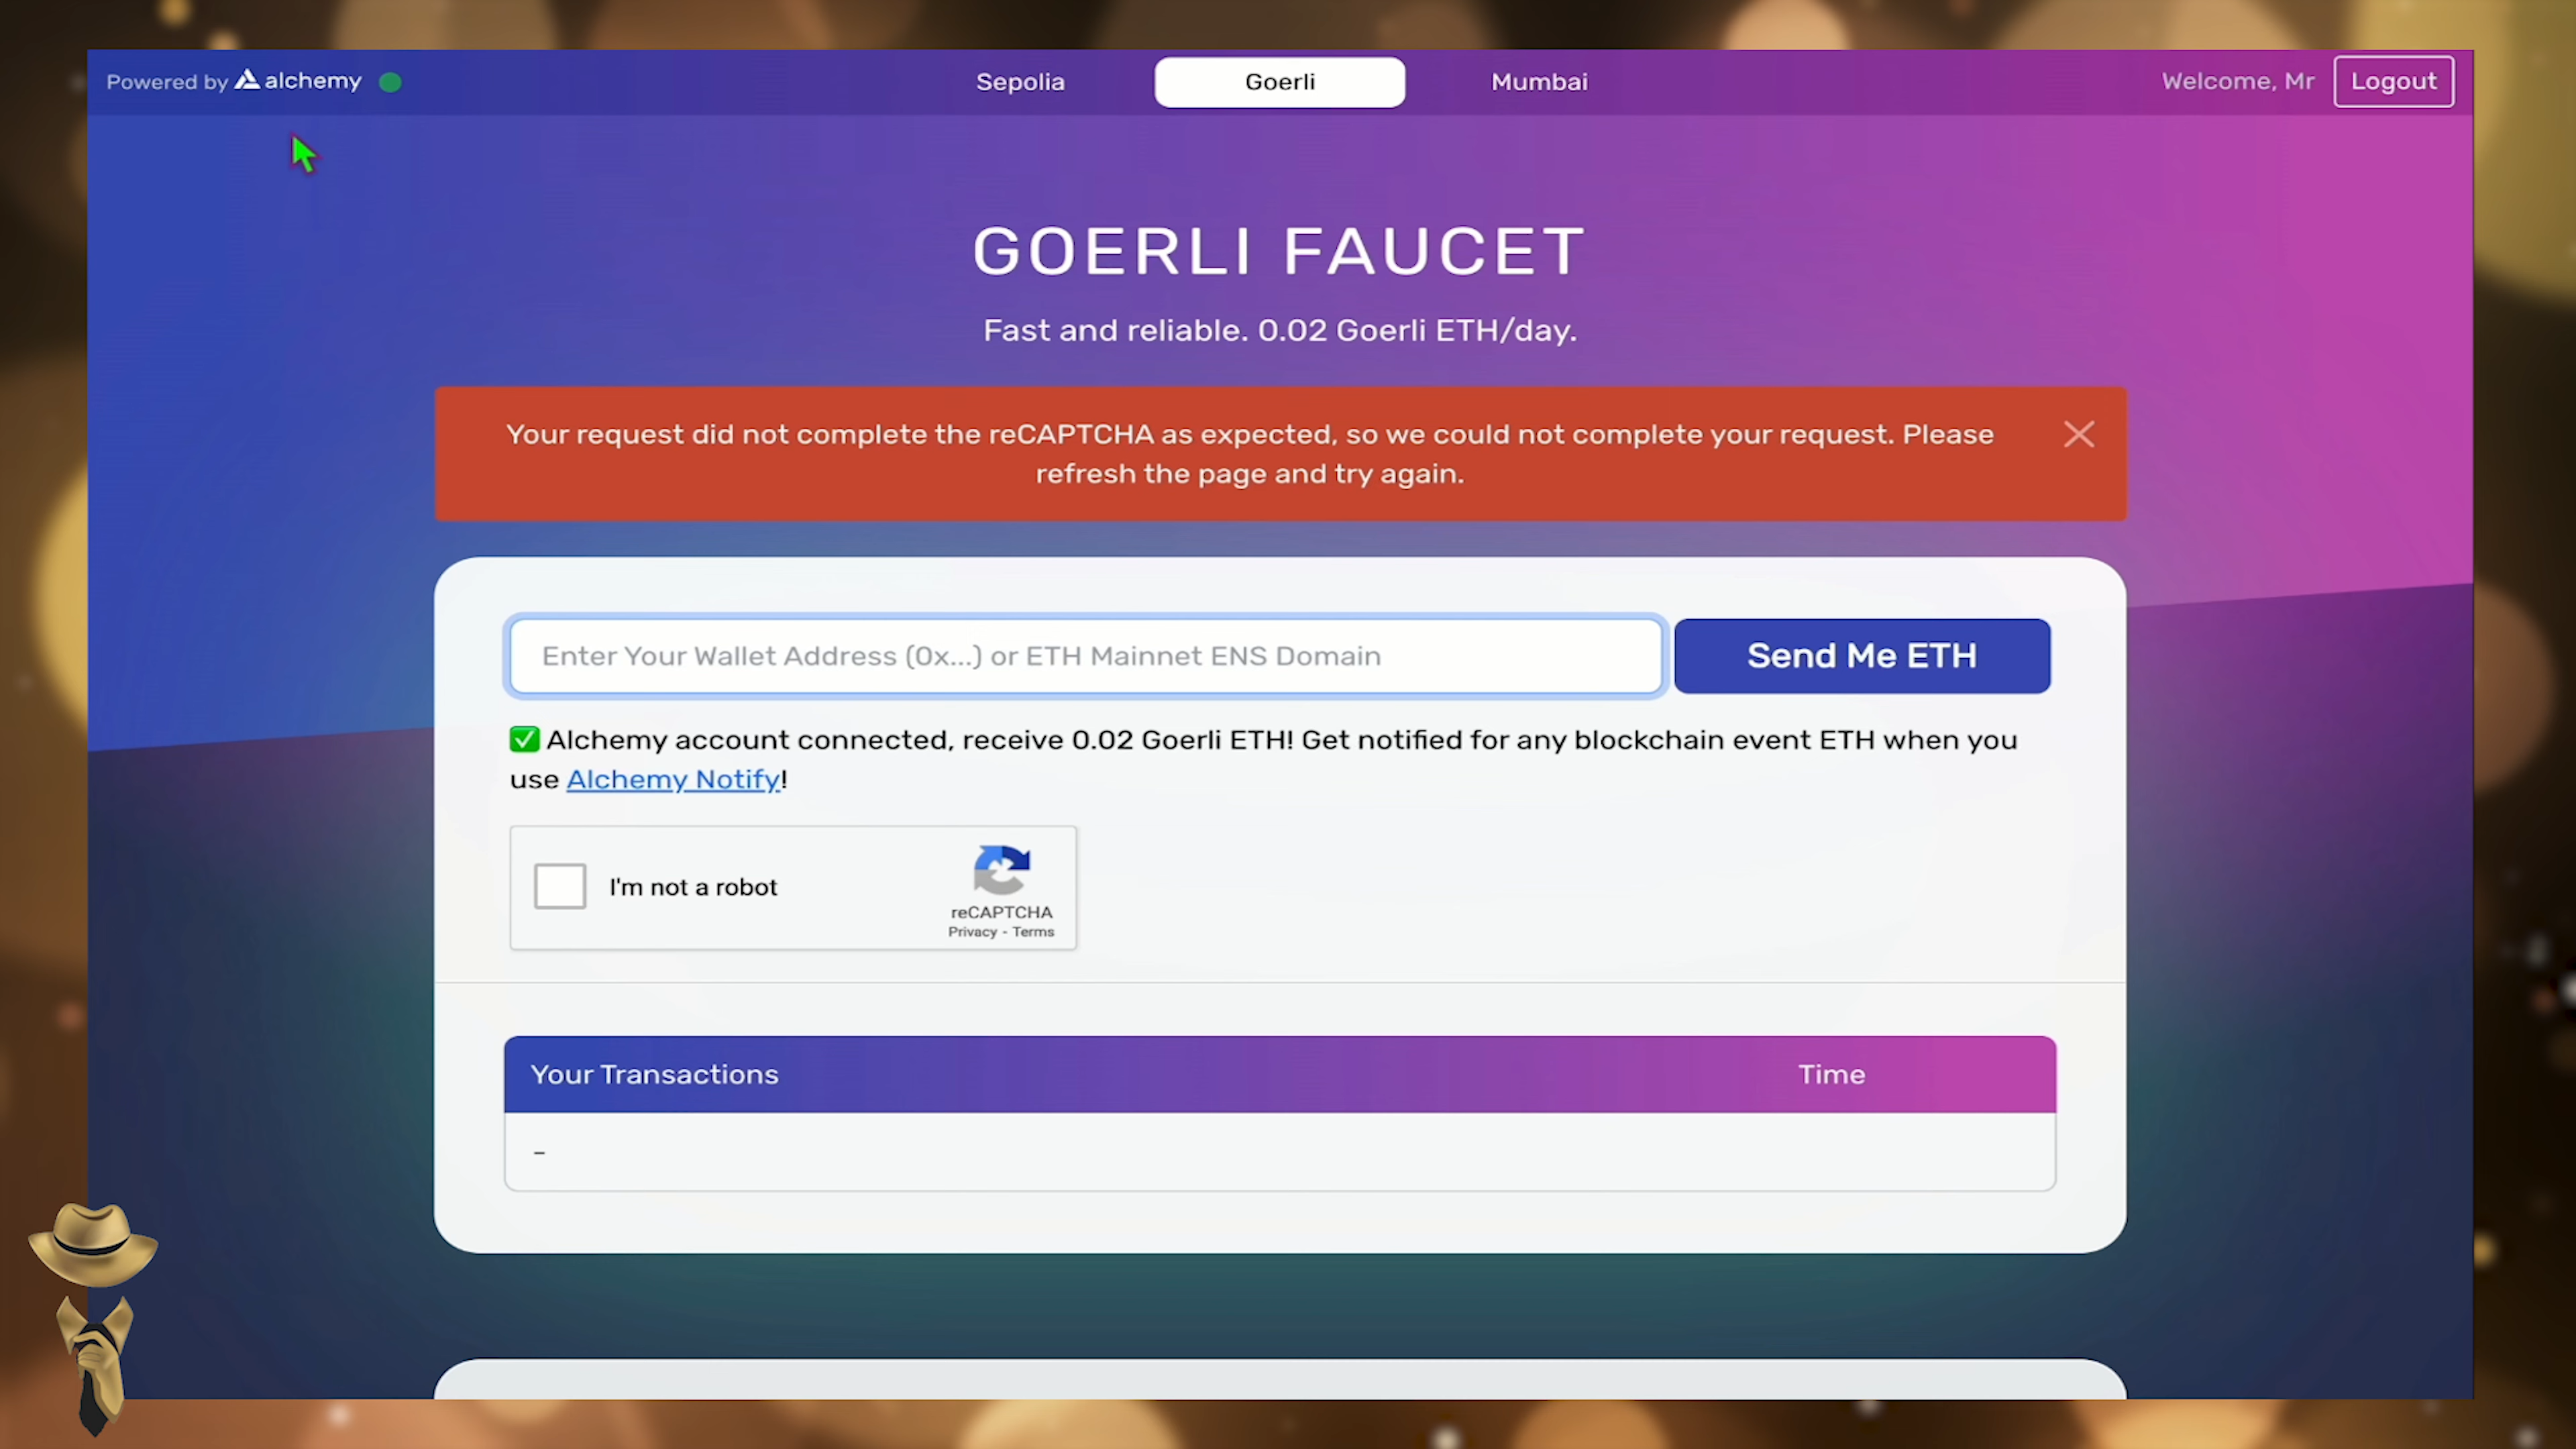 Powered by alchemy
Sepolia
Goerli
Mumbai
Welcome, Mr
Logout
GOERLI FAUCET
Fast and reliable. 0.02 Goerli ETH/day.
Your request did not complete the reCAPTCHA as expected, so we could not complete your request. Please
refresh the page and try again.
Enter Your Wallet Address (0x...) or ETH Mainnet ENS Domain
Send Me ETH
✅ Alchemy account connected, receive 0.02 Goerli ETH! Get notified for any blockchain event ETH when you
use Alchemy Notify!
I'm not a robot
reCAPTCHA
Privacy - Terms
Your Transactions
Time
-